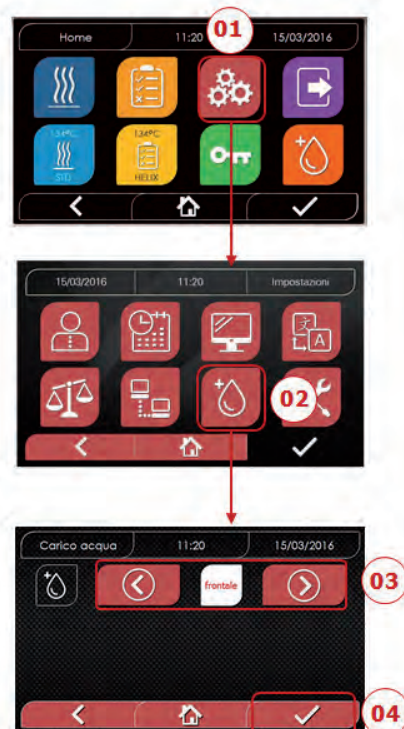 Home 11:20 15/03/2016
01
134°C 134°C
STD HELIX
15/03/2016 11:20 Impostazioni
文 A
02
Carico acqua 11:20 15/03/2016
frontale
03
04